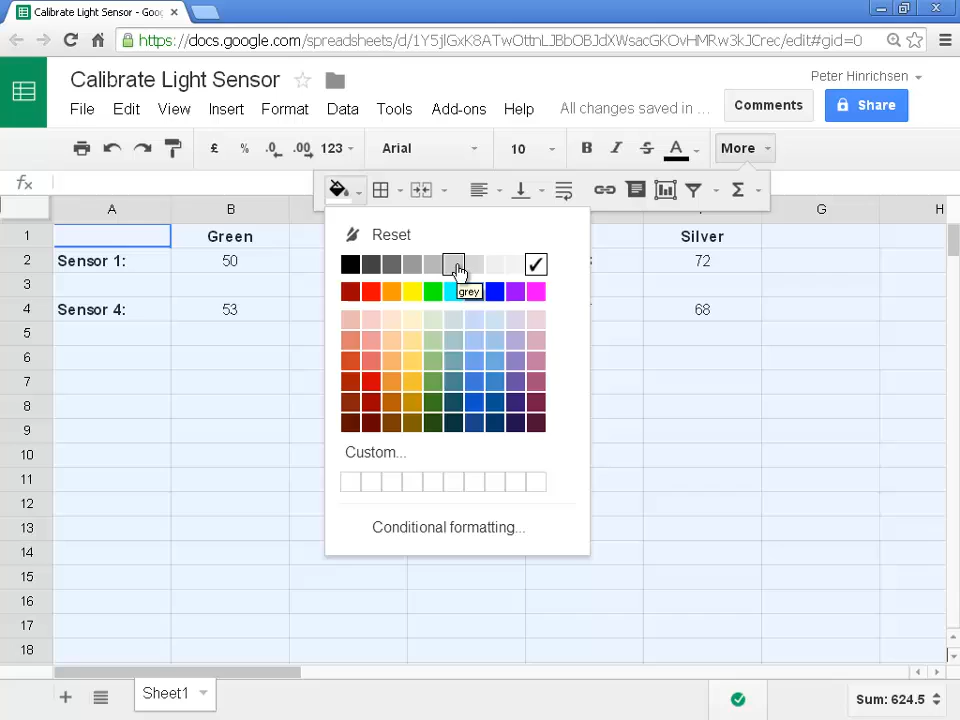 Calibrate Light Sensor - Goo
https://docs.google.com/spreadsheets/d/1Y5jlGxK8ATwOttnLJBbOBJdXWsacGKOvHMRw3kJCrec/edit#gid=0
Calibrate Light Sensor
Peter Hinrichsen
File Edit View Insert Format Data Tools Add-ons Help All changes saved in ...
Comments
Share
£ % .0 .00 123 Arial 10 B I S A More
fx
A B G H
1 Green Silver
2 Sensor 1: 50 72
3
4 Sensor 4: 53 68
5
6
7
8
9
10
11
12
13
14
15
16
17
18
Reset
grey
Custom...
Conditional formatting...
Sheet1
Sum: 624.5